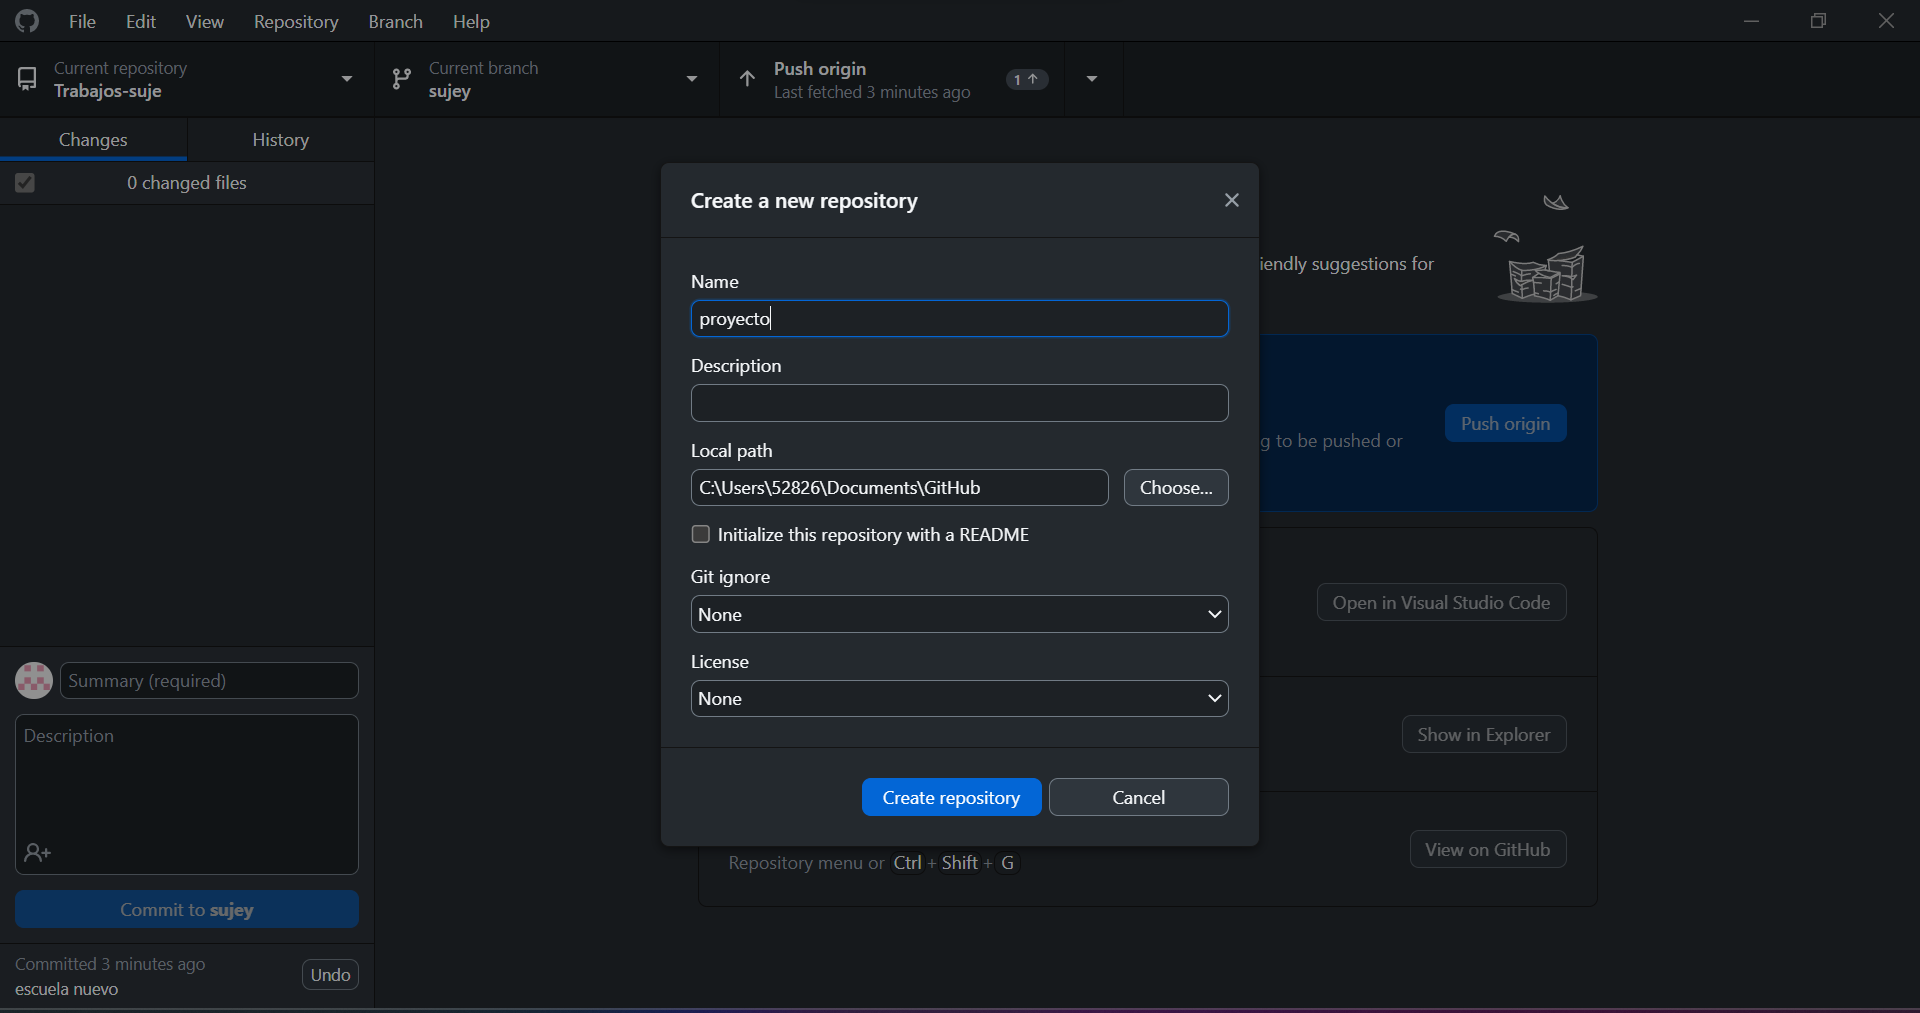 File Edit View Repository Branch Help
Current repository
Trabajos-suje
Current branch
sujey
Push origin
Last fetched 3 minutes ago
1
Changes
History
0 changed files
Create a new repository
Name
proyecto
Description
Local path
C:\Users\52826\Documents\GitHub
Choose...
Initialize this repository with a README
Git ignore
None
License
None
Create repository
Cancel
iendly suggestions for
g to be pushed or
Push origin
Open in Visual Studio Code
Show in Explorer
View on GitHub
Repository menu or Ctrl + Shift + G
Summary (required)
Description
Commit to sujey
Committed 3 minutes ago
escuela nuevo
Undo